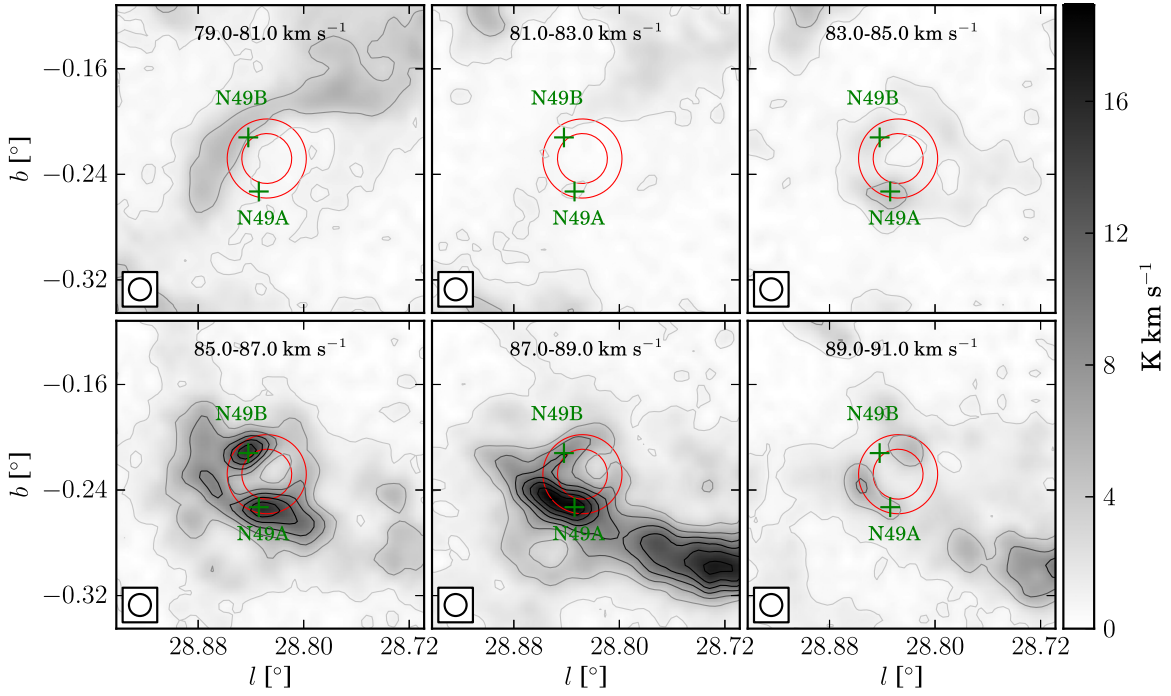 79.0-81.0 km s⁻¹
81.0-83.0 km s⁻¹
83.0-85.0 km s⁻¹
N49B
N49A
N49B
N49A
N49B
N49A
−0.16
−0.24
−0.32
b [°]
85.0-87.0 km s⁻¹
87.0-89.0 km s⁻¹
89.0-91.0 km s⁻¹
N49B
N49A
N49B
N49A
N49B
N49A
−0.16
−0.24
−0.32
b [°]
28.88 28.80 28.72
28.88 28.80 28.72
28.88 28.80 28.72
l [°]
l [°]
l [°]
16
12
8
4
0
K km s⁻¹